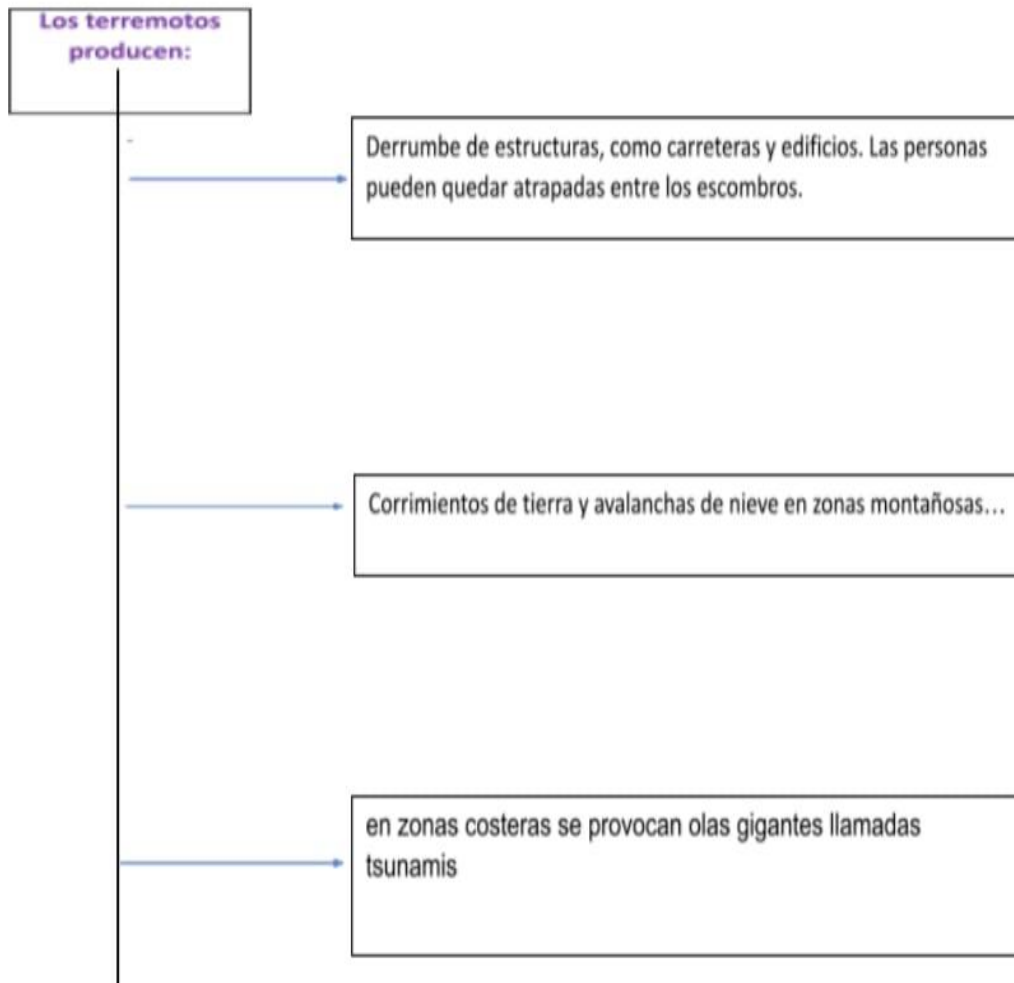 Los terremotos
producen:
Derrumbe de estructuras, como carreteras y edificios. Las personas
pueden quedar atrapadas entre los escombros.
Corrimientos de tierra y avalanchas de nieve en zonas montañosas...
en zonas costeras se provocan olas gigantes llamadas
tsunamis